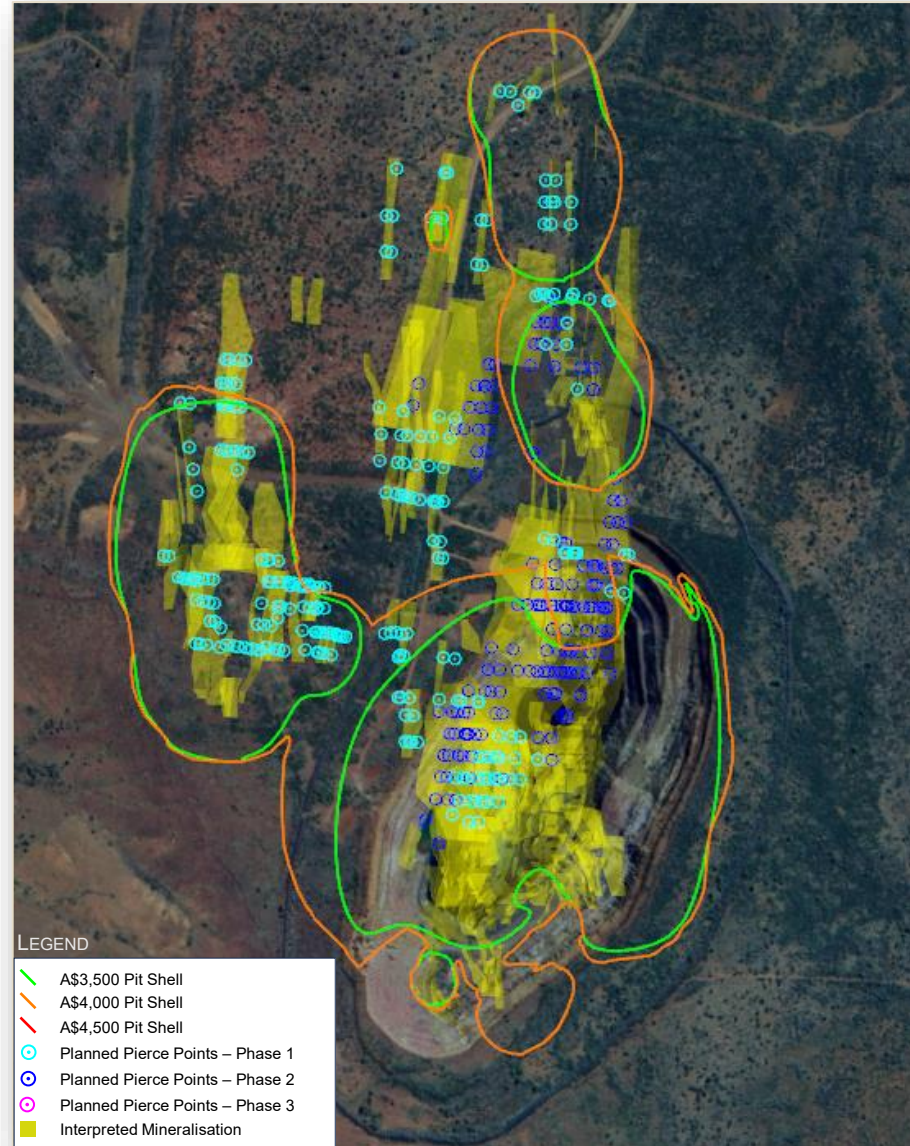 LEGEND
A$3,500 Pit Shell
A$4,000 Pit Shell
A$4,500 Pit Shell
Planned Pierce Points – Phase 1
Planned Pierce Points – Phase 2
Planned Pierce Points – Phase 3
Interpreted Mineralisation